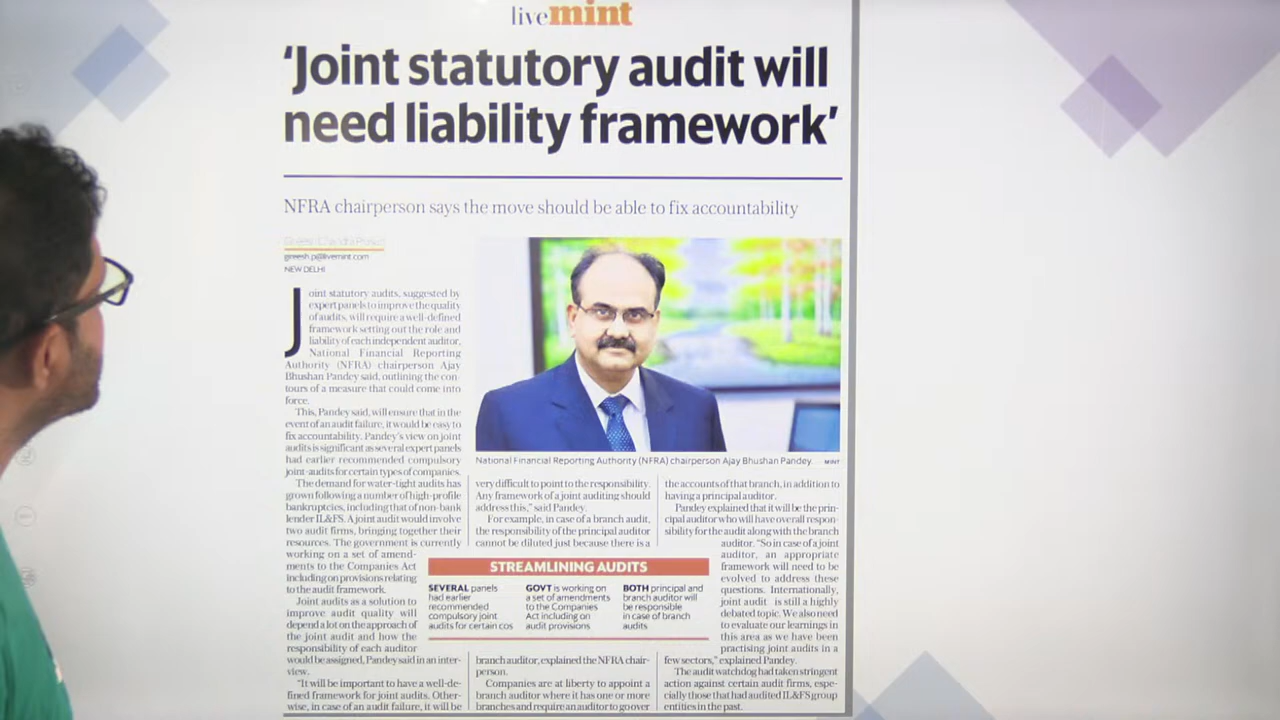 livemint
‘Joint statutory audit will
need liability framework’
NFRA chairperson says the move should be able to fix accountability
gireesh.p@livemint.com
NEW DELHI
Joint statutory audits, suggested by
expert panels to improve the quality
of audits, will require a well-defined
framework setting out the role and
liability of each independent auditor,
National Financial Reporting
Authority (NFRA) chairperson Ajay
Bhushan Pandey said, outlining the con-
tours of a measure that could come into
force.
This, Pandey said, will ensure that in the
event of an audit failure, it would be easy to
fix accountability. Pandey’s view on joint
audits is significant as several expert panels
had earlier recommended compulsory
joint-audits for certain types of companies.
The demand for water-tight audits has
grown following a number of high-profile
bankruptcies, including that of non-bank
lender IL&FS. A joint audit would involve
two audit firms, bringing together their
resources. The government is currently
working on a set of amend-
ments to the Companies Act
including on provisions relating
to the audit framework.
Joint audits as a solution to
improve audit quality will
depend a lot on the approach of
the joint audit and how the
responsibility of each auditor
would be assigned, Pandey said in an inter-
view.
“It will be important to have a well-de-
fined framework for joint audits. Other-
wise, in case of an audit failure, it will be
National Financial Reporting Authority (NFRA) chairperson Ajay Bhushan Pandey. MINT
very difficult to point to the responsibility.
Any framework of a joint auditing should
address this,” said Pandey.
For example, in case of a branch audit,
the responsibility of the principal auditor
cannot be diluted just because there is a
STREAMLINING AUDITS
SEVERAL panels
had earlier
recommended
compulsory joint
audits for certain cos
GOVT is working on
a set of amendments
to the Companies
Act including on
audit provisions
BOTH principal and
branch auditor will
be responsible
in case of branch
audits
branch auditor, explained the NFRA chair-
person.
Companies are at liberty to appoint a
branch auditor where it has one or more
branches and require an auditor to go over
the accounts of that branch, in addition to
having a principal auditor.
Pandey explained that it will be the prin-
cipal auditor who will have overall respon-
sibility for the audit along with the branch
auditor. “So in case of a joint
auditor, an appropriate
framework will need to be
evolved to address these
questions. Internationally,
joint audit is still a highly
debated topic. We also need
to evaluate our learnings in
this area as we have been
practising joint audits in a
few sectors,” explained Pandey.
The audit watchdog had taken stringent
action against certain audit firms, espe-
cially those that had audited IL&FS group
entities in the past.